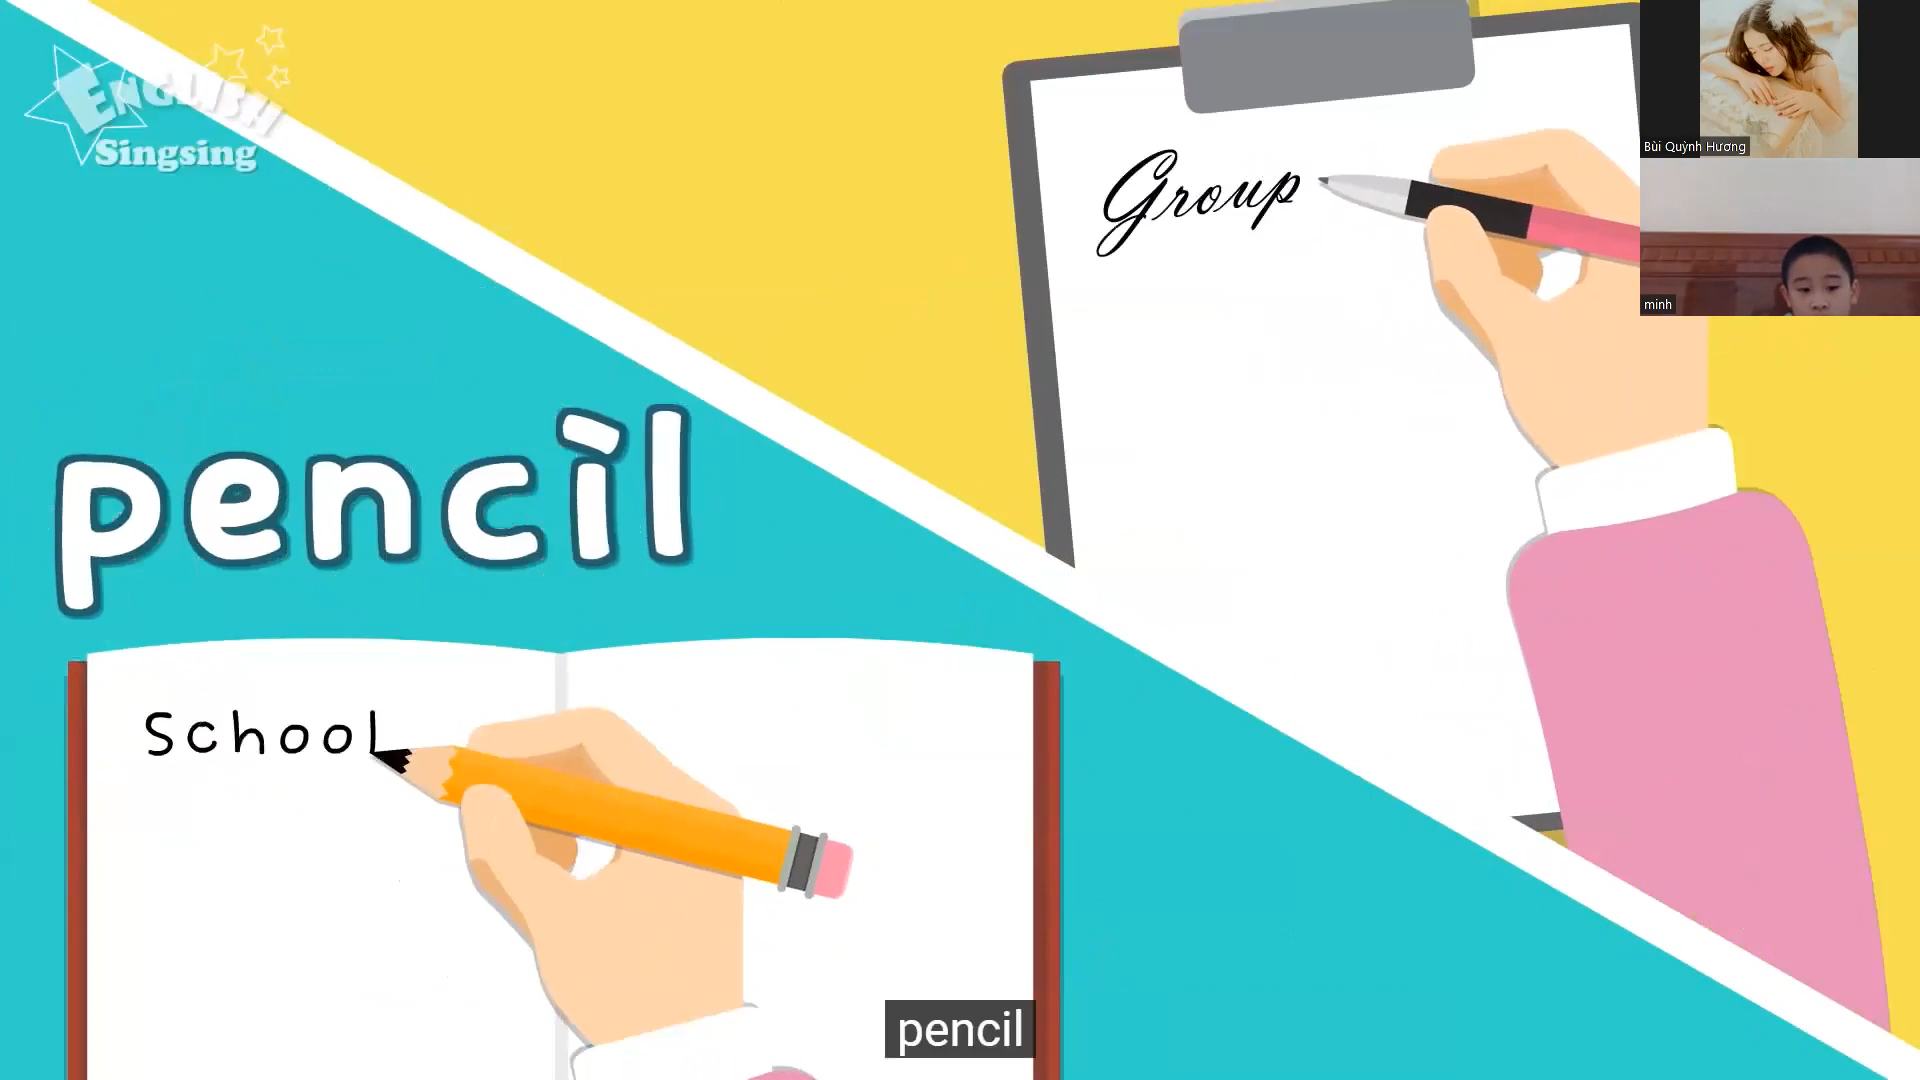 ENGLISH
Singsing
Group
Bùi Quỳnh Hương
minh
pencil
School
pencil